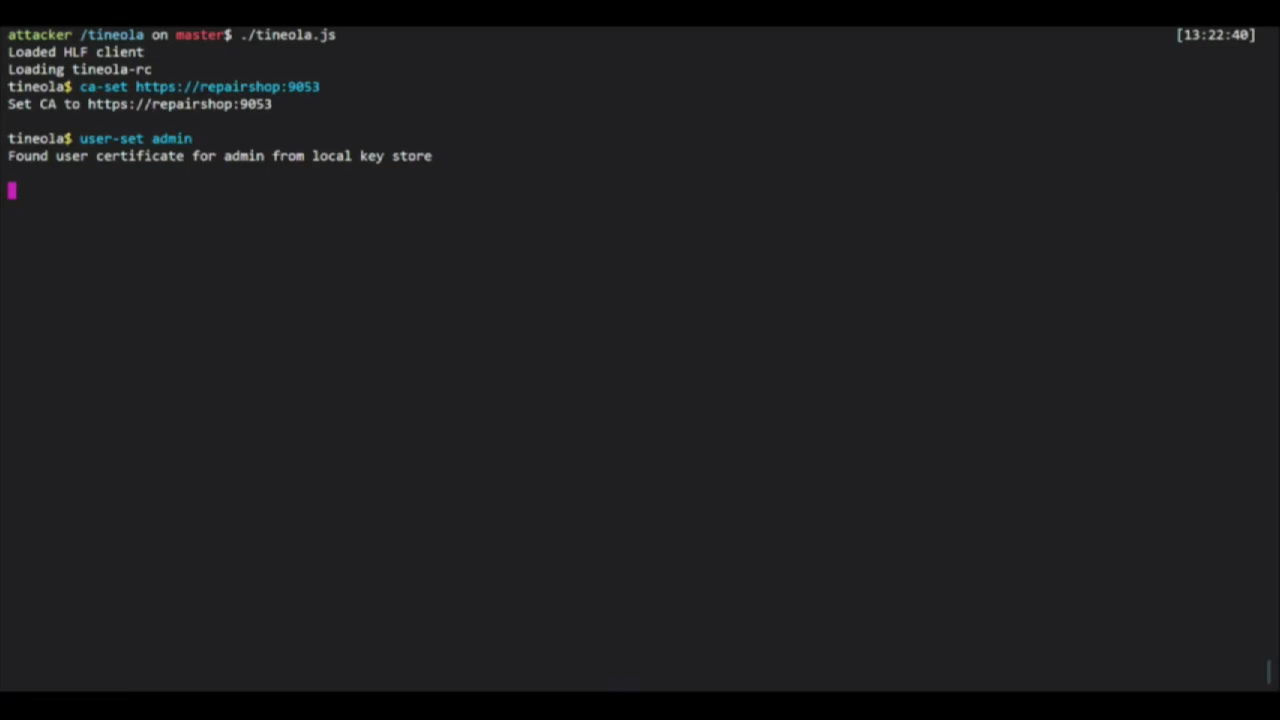 attacker /tineola on master$ ./tineola.js [13:22:40]
Loaded HLF client
Loading tineola-rc
tineola$ ca-set https://repairshop:9053
Set CA to https://repairshop:9053
tineola$ user-set admin
Found user certificate for admin from local key store